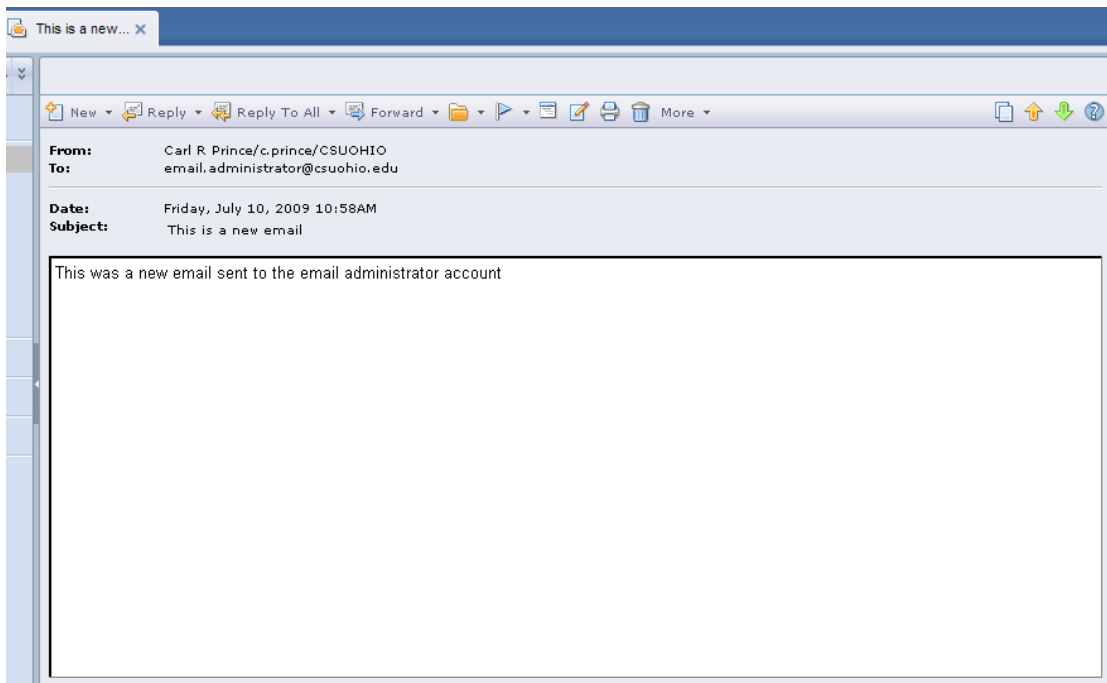 This is a new...
New Reply Reply To All Forward More
From: Carl R Prince/c.prince/CSUOHIO
To: email.administrator@csuohio.edu
Date: Friday, July 10, 2009 10:58AM
Subject: This is a new email
This was a new email sent to the email administrator account